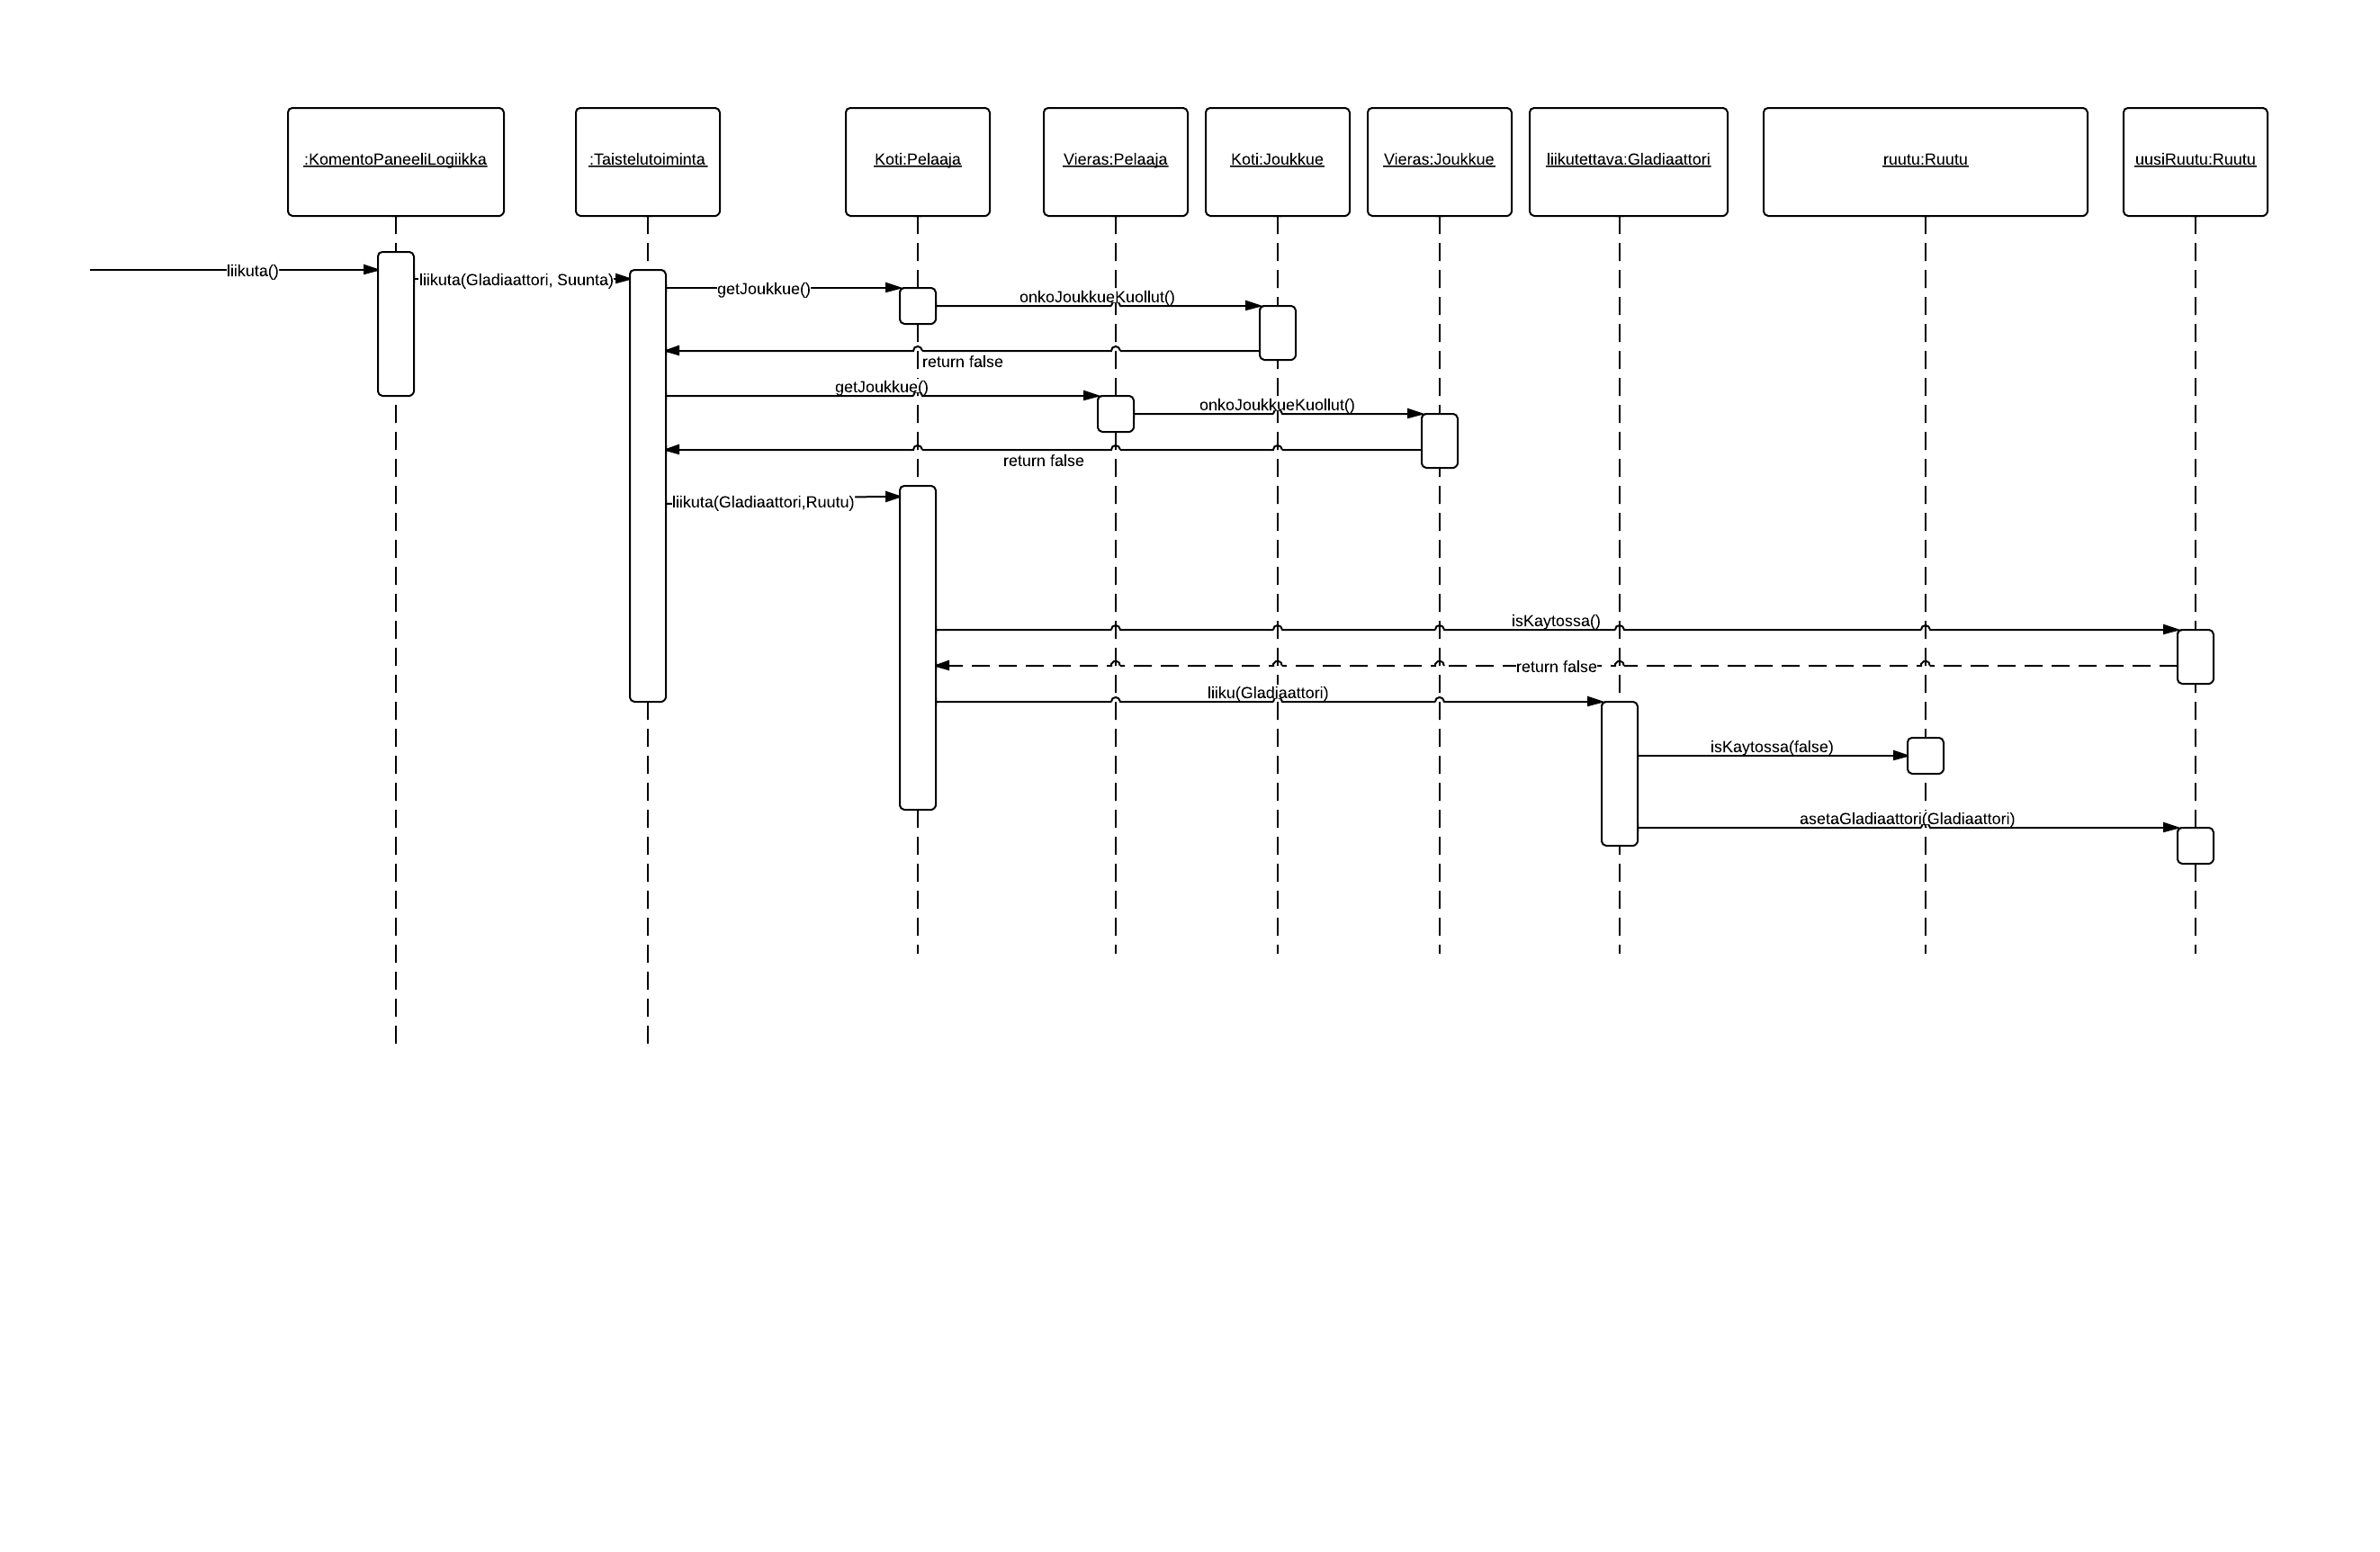 :KomentoPaneeliLogiikka
:Taistelutoiminta
Koti:Pelaaja
Vieras:Pelaaja
Koti:Joukkue
Vieras:Joukkue
liikutettava:Gladiaattori
ruutu:Ruutu
uusiRuutu:Ruutu
liikuta()
liikuta(Gladiaattori, Suunta)
getJoukkue()
onkoJoukkueKuollut()
return false
getJoukkue()
onkoJoukkueKuollut()
return false
liikuta(Gladiaattori,Ruutu)
isKaytossa()
return false
liiku(Gladiaattori)
isKaytossa(false)
asetaGladiaattori(Gladiaattori)